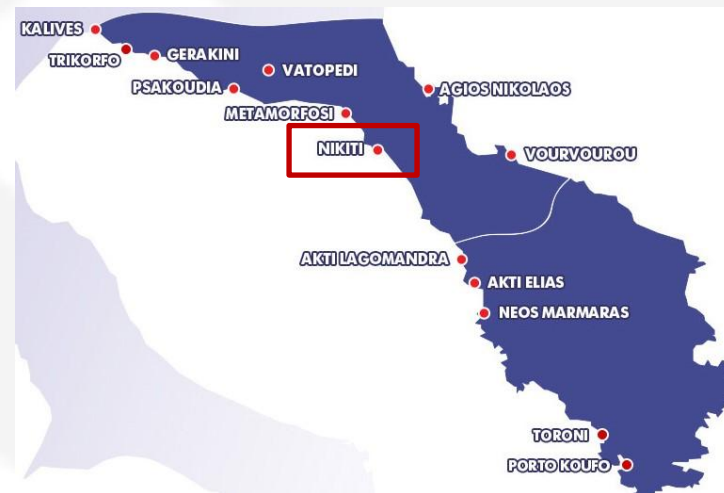 KALIVES
TRIKORFO
GERAKINI
VATOPEDI
PSAKOUDIA
AGIOS NIKOLAOS
METAMORFOSI
NIKITI
VOURVOUROU
AKTI LAGOMANDRA
AKTI ELIAS
NEOS MARMARAS
TORONI
PORTO KOUFO